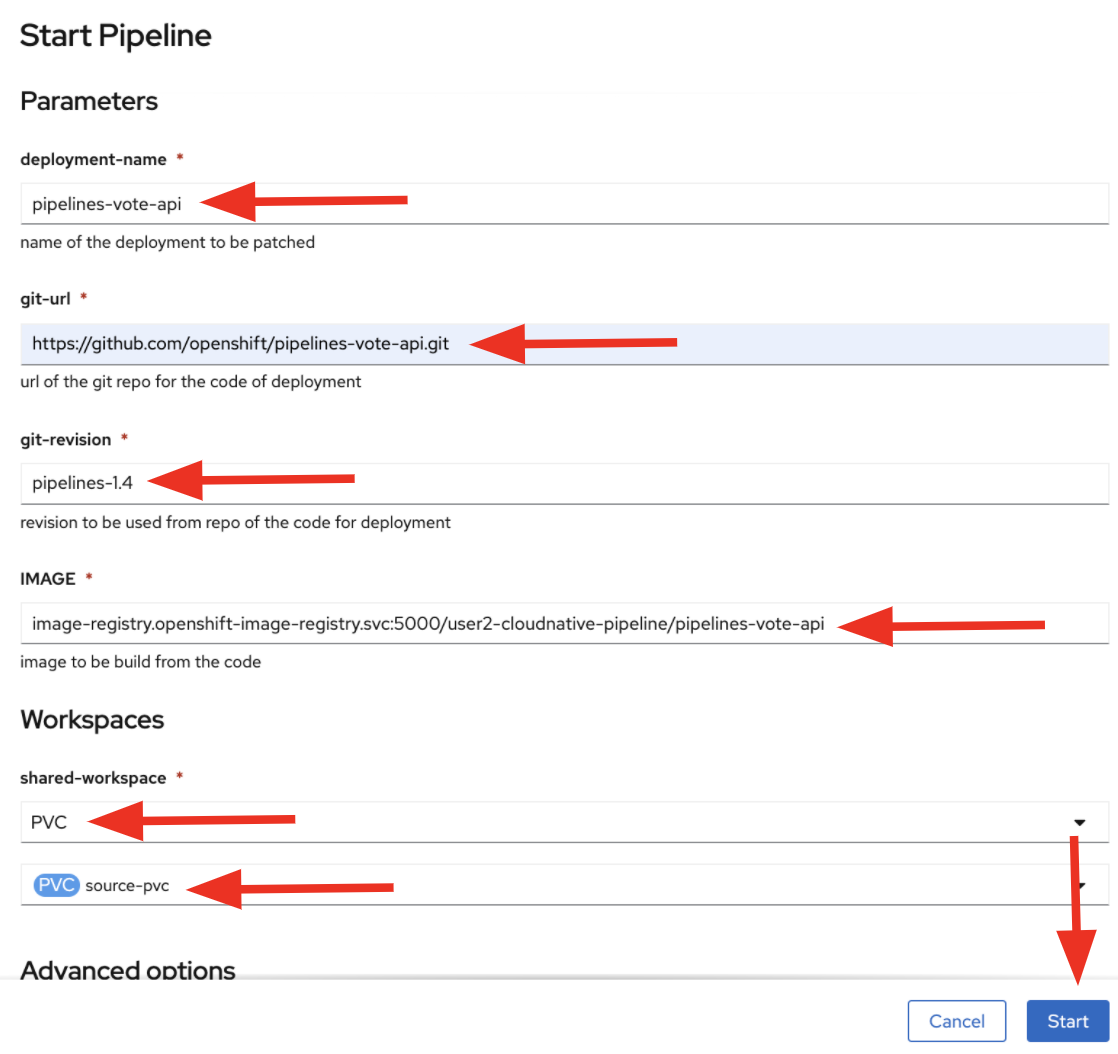 Start Pipeline
Parameters
deployment-name *
pipelines-vote-api
name of the deployment to be patched
git-url *
https://github.com/openshift/pipelines-vote-api.git
url of the git repo for the code of deployment
git-revision *
pipelines-1.4
revision to be used from repo of the code for deployment
IMAGE *
image-registry.openshift-image-registry.svc:5000/user2-cloudnative-pipeline/pipelines-vote-api
image to be build from the code
Workspaces
shared-workspace *
PVC
PVC source-pvc
Advanced options
Cancel Start